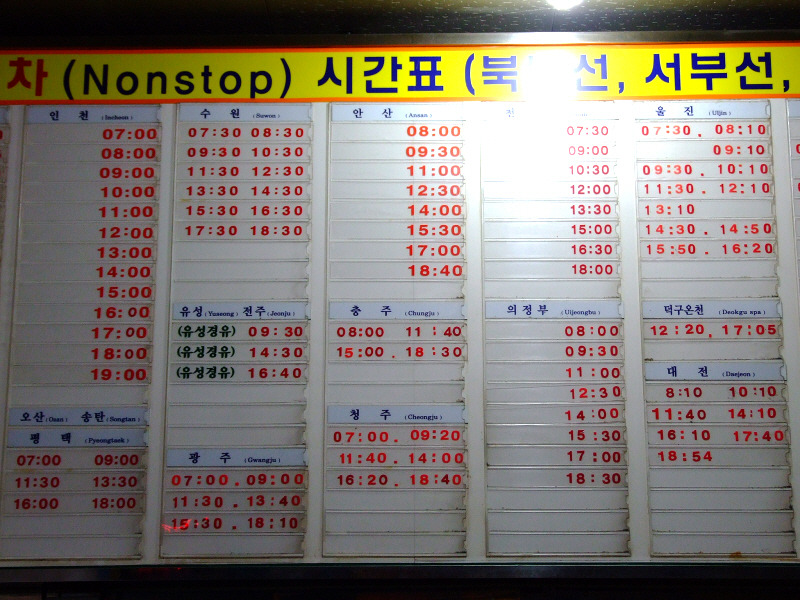 차 (Nonstop) 시간표 (북 선, 서부선,
인 천 (Incheon)
07:00
08:00
09:00
10:00
11:00
12:00
13:00
14:00
15:00
16:00
17:00
18:00
19:00
오산 (Osan) 송탄 (Songtan)
평 택 (Pyeongtaek)
07:00 09:00
11:30 13:30
16:00 18:00
수 원 (Suwon)
07:30 08:30
09:30 10:30
11:30 12:30
13:30 14:30
15:30 16:30
17:30 18:30
유성 (Yuseong) 전주 (Jeonju)
(유성경유) 09:30
(유성경유) 14:30
(유성경유) 16:40
광 주 (Gwangju)
07:00 . 09:00
11:30 . 13:40
15:30 . 18:10
안 산 (Ansan)
08:00
09:30
11:00
12:30
14:00
15:30
17:00
18:40
충 주 (Chungju)
08:00 11:40
15:00 . 18:30
청 주 (Cheongju)
07:00 . 09:20
11:40 . 14:00
16:20 . 18:40
07:30
09:00
10:30
12:00
13:30
15:00
16:30
18:00
의정부 (Uijeongbu)
08:00
09:30
11:00
12:30
14:00
15:30
17:00
18:30
울 진 (Uljin)
07:30 . 08:10
09:10
09:30 . 10:10
11:30 . 12:10
13:10
14:30 . 14:50
15:50 . 16:20
덕구온천 (Deokgu spa)
12:20, 17:05
대 전 (Daejeon)
8:10 10:10
11:40 14:10
16:10 17:40
18:54